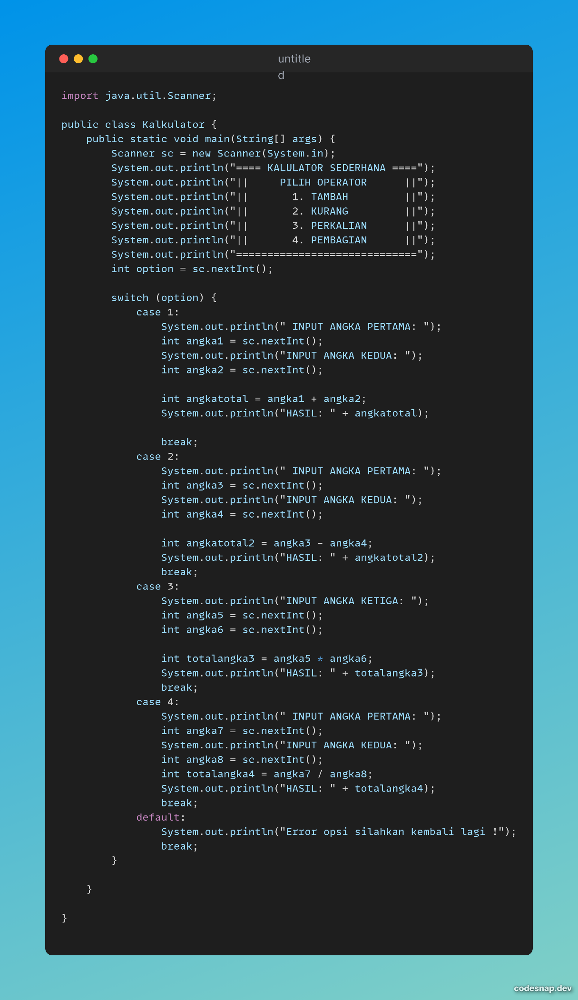 untitle
d
import java.util.Scanner;

public class Kalkulator {
    public static void main(String[] args) {
        Scanner sc = new Scanner(System.in);
        System.out.println("==== KALULATOR SEDERHANA ====");
        System.out.println("||     PILIH OPERATOR      ||");
        System.out.println("||       1. TAMBAH         ||");
        System.out.println("||       2. KURANG         ||");
        System.out.println("||       3. PERKALIAN      ||");
        System.out.println("||       4. PEMBAGIAN      ||");
        System.out.println("=============================");
        int option = sc.nextInt();

        switch (option) {
            case 1:
                System.out.println(" INPUT ANGKA PERTAMA: ");
                int angka1 = sc.nextInt();
                System.out.println("INPUT ANGKA KEDUA: ");
                int angka2 = sc.nextInt();

                int angkatotal = angka1 + angka2;
                System.out.println("HASIL: " + angkatotal);

                break;
            case 2:
                System.out.println(" INPUT ANGKA PERTAMA: ");
                int angka3 = sc.nextInt();
                System.out.println("INPUT ANGKA KEDUA: ");
                int angka4 = sc.nextInt();

                int angkatotal2 = angka3 - angka4;
                System.out.println("HASIL: " + angkatotal2);
                break;
            case 3:
                System.out.println("INPUT ANGKA KETIGA: ");
                int angka5 = sc.nextInt();
                int angka6 = sc.nextInt();

                int totalangka3 = angka5 * angka6;
                System.out.println("HASIL: " + totalangka3);
                break;
            case 4:
                System.out.println(" INPUT ANGKA PERTAMA: ");
                int angka7 = sc.nextInt();
                System.out.println("INPUT ANGKA KEDUA: ");
                int angka8 = sc.nextInt();
                int totalangka4 = angka7 / angka8;
                System.out.println("HASIL: " + totalangka4);
                break;
            default:
                System.out.println("Error opsi silahkan kembali lagi !");
                break;
        }

    }

}
codesnap.dev